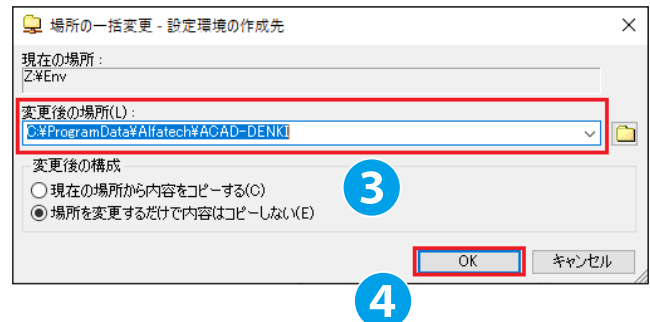 場所の一括変更 - 設定環境の作成先
現在の場所 :
Z:¥Env
変更後の場所(L) :
C:¥ProgramData¥Alfatech¥ACAD-DENKI
変更後の構成
現在の場所から内容をコピーする(C)
場所を変更するだけで内容はコピーしない(E)
3
OK
キャンセル
4